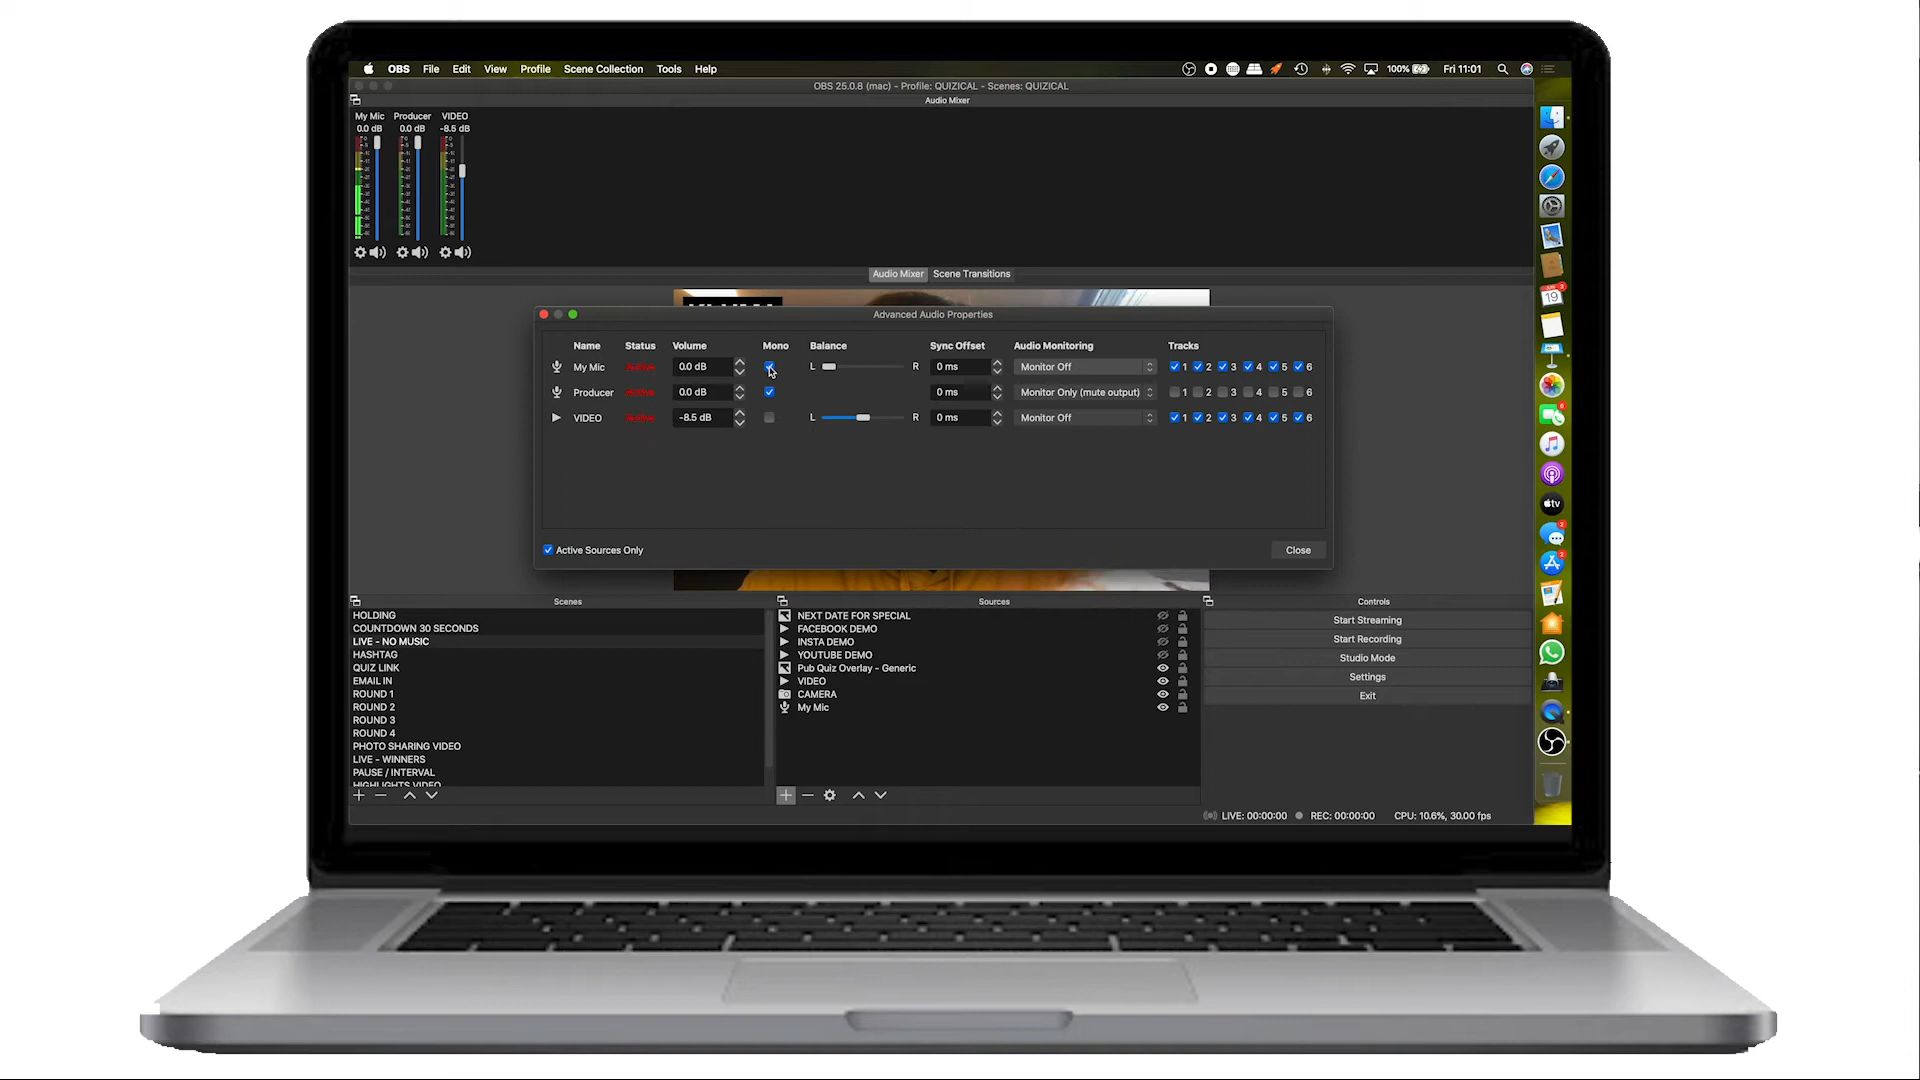 OBS File Edit View Profile Scene Collection Tools Help 100% Fri 11:01
OBS 25.0.8 (mac) - Profile: QUIZICAL - Scenes: QUIZICAL
Audio Mixer
My Mic Producer VIDEO
0.0 dB 0.0 dB -8.5 dB
Audio Mixer Scene Transitions
Advanced Audio Properties
Name Status Volume Mono Balance Sync Offset Audio Monitoring Tracks
My Mic Active 0.0 dB L R 0 ms Monitor Off 1 2 3 4 5 6
Producer Active 0.0 dB 0 ms Monitor Only (mute output) 1 2 3 4 5 6
VIDEO Active -8.5 dB L R 0 ms Monitor Off 1 2 3 4 5 6
Active Sources Only Close
Scenes
HOLDING
COUNTDOWN 30 SECONDS
LIVE - NO MUSIC
HASHTAG
QUIZ LINK
EMAIL IN
ROUND 1
ROUND 2
ROUND 3
ROUND 4
PHOTO SHARING VIDEO
LIVE - WINNERS
PAUSE / INTERVAL
HIGHLIGHTS VIDEO
Sources
NEXT DATE FOR SPECIAL
FACEBOOK DEMO
INSTA DEMO
YOUTUBE DEMO
Pub Quiz Overlay - Generic
VIDEO
CAMERA
My Mic
Controls
Start Streaming
Start Recording
Studio Mode
Settings
Exit
LIVE: 00:00:00 REC: 00:00:00 CPU: 10.6%, 30.00 fps
19
tv